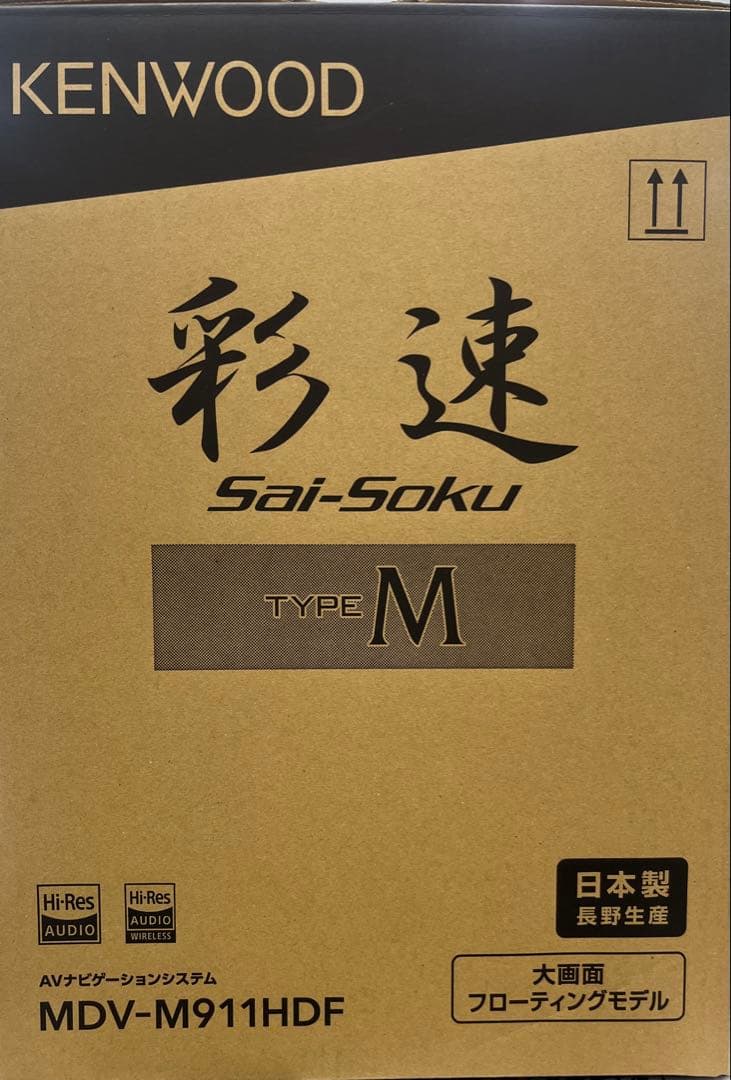 KENWOOD
彩速
Sai-Soku
TYPE M
Hi-Res
AUDIO
Hi-Res
AUDIO
WIRELESS
日本製
長野生産
AVナビゲーションシステム
MDV-M911HDF
大画面
フローティングモデル